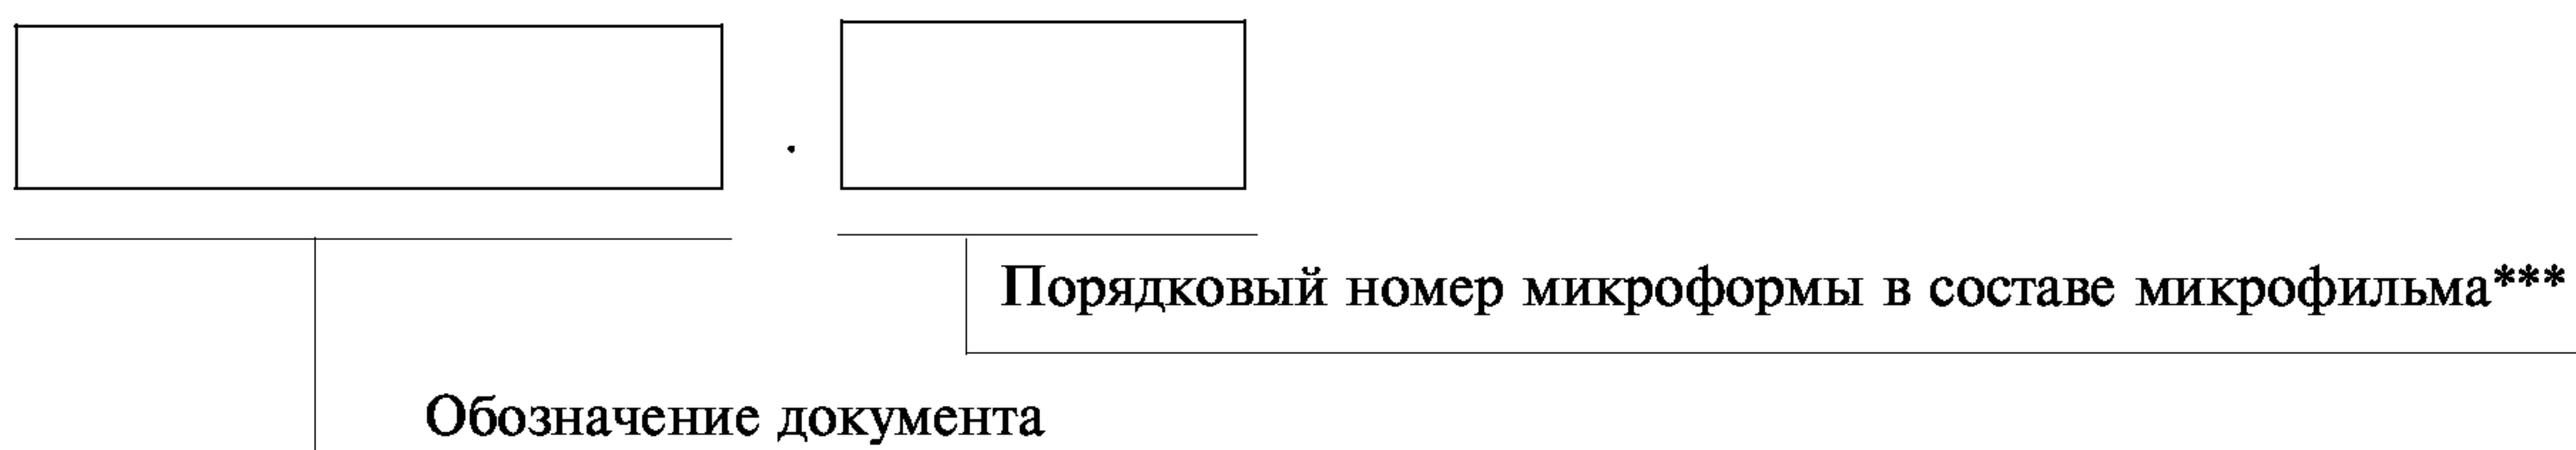 .
Порядковый номер микроформы в составе микрофильма***
Обозначение документа